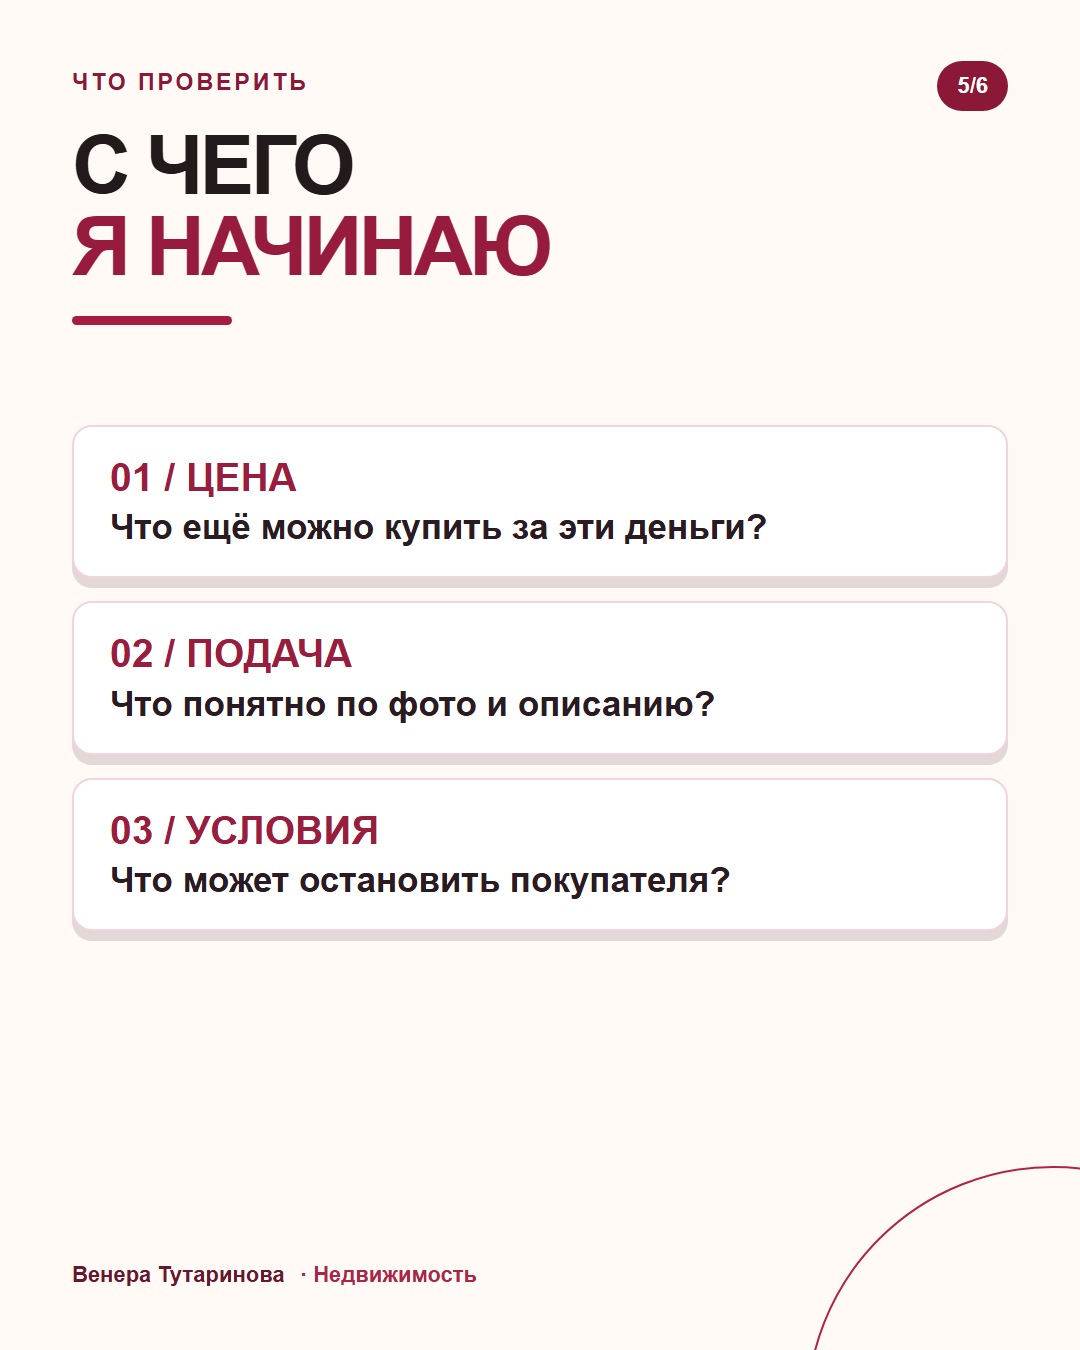 ЧТО ПРОВЕРИТЬ
5/6
С ЧЕГО
Я НАЧИНАЮ
01 / ЦЕНА
Что ещё можно купить за эти деньги?
02 / ПОДАЧА
Что понятно по фото и описанию?
03 / УСЛОВИЯ
Что может остановить покупателя?
Венера Тутаринова · Недвижимость